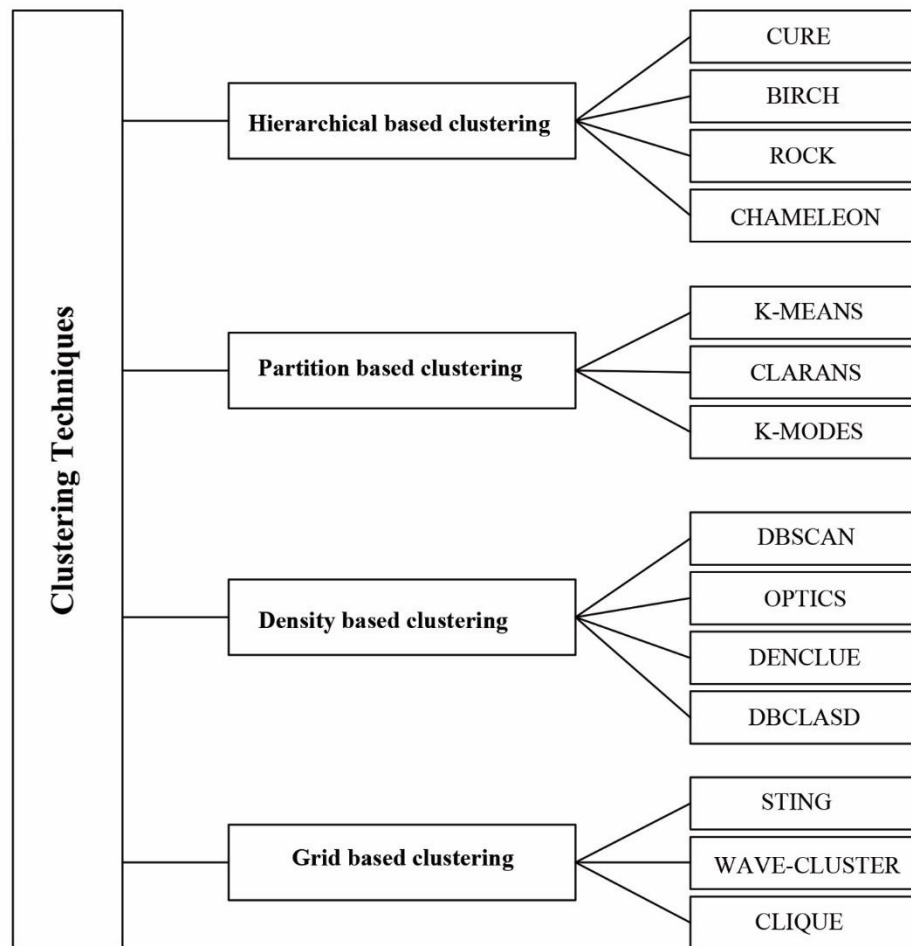 Clustering Techniques
Hierarchical based clustering
CURE
BIRCH
ROCK
CHAMELEON
Partition based clustering
K-MEANS
CLARANS
K-MODES
Density based clustering
DBSCAN
OPTICS
DENCLUE
DBCLASD
Grid based clustering
STING
WAVE-CLUSTER
CLIQUE